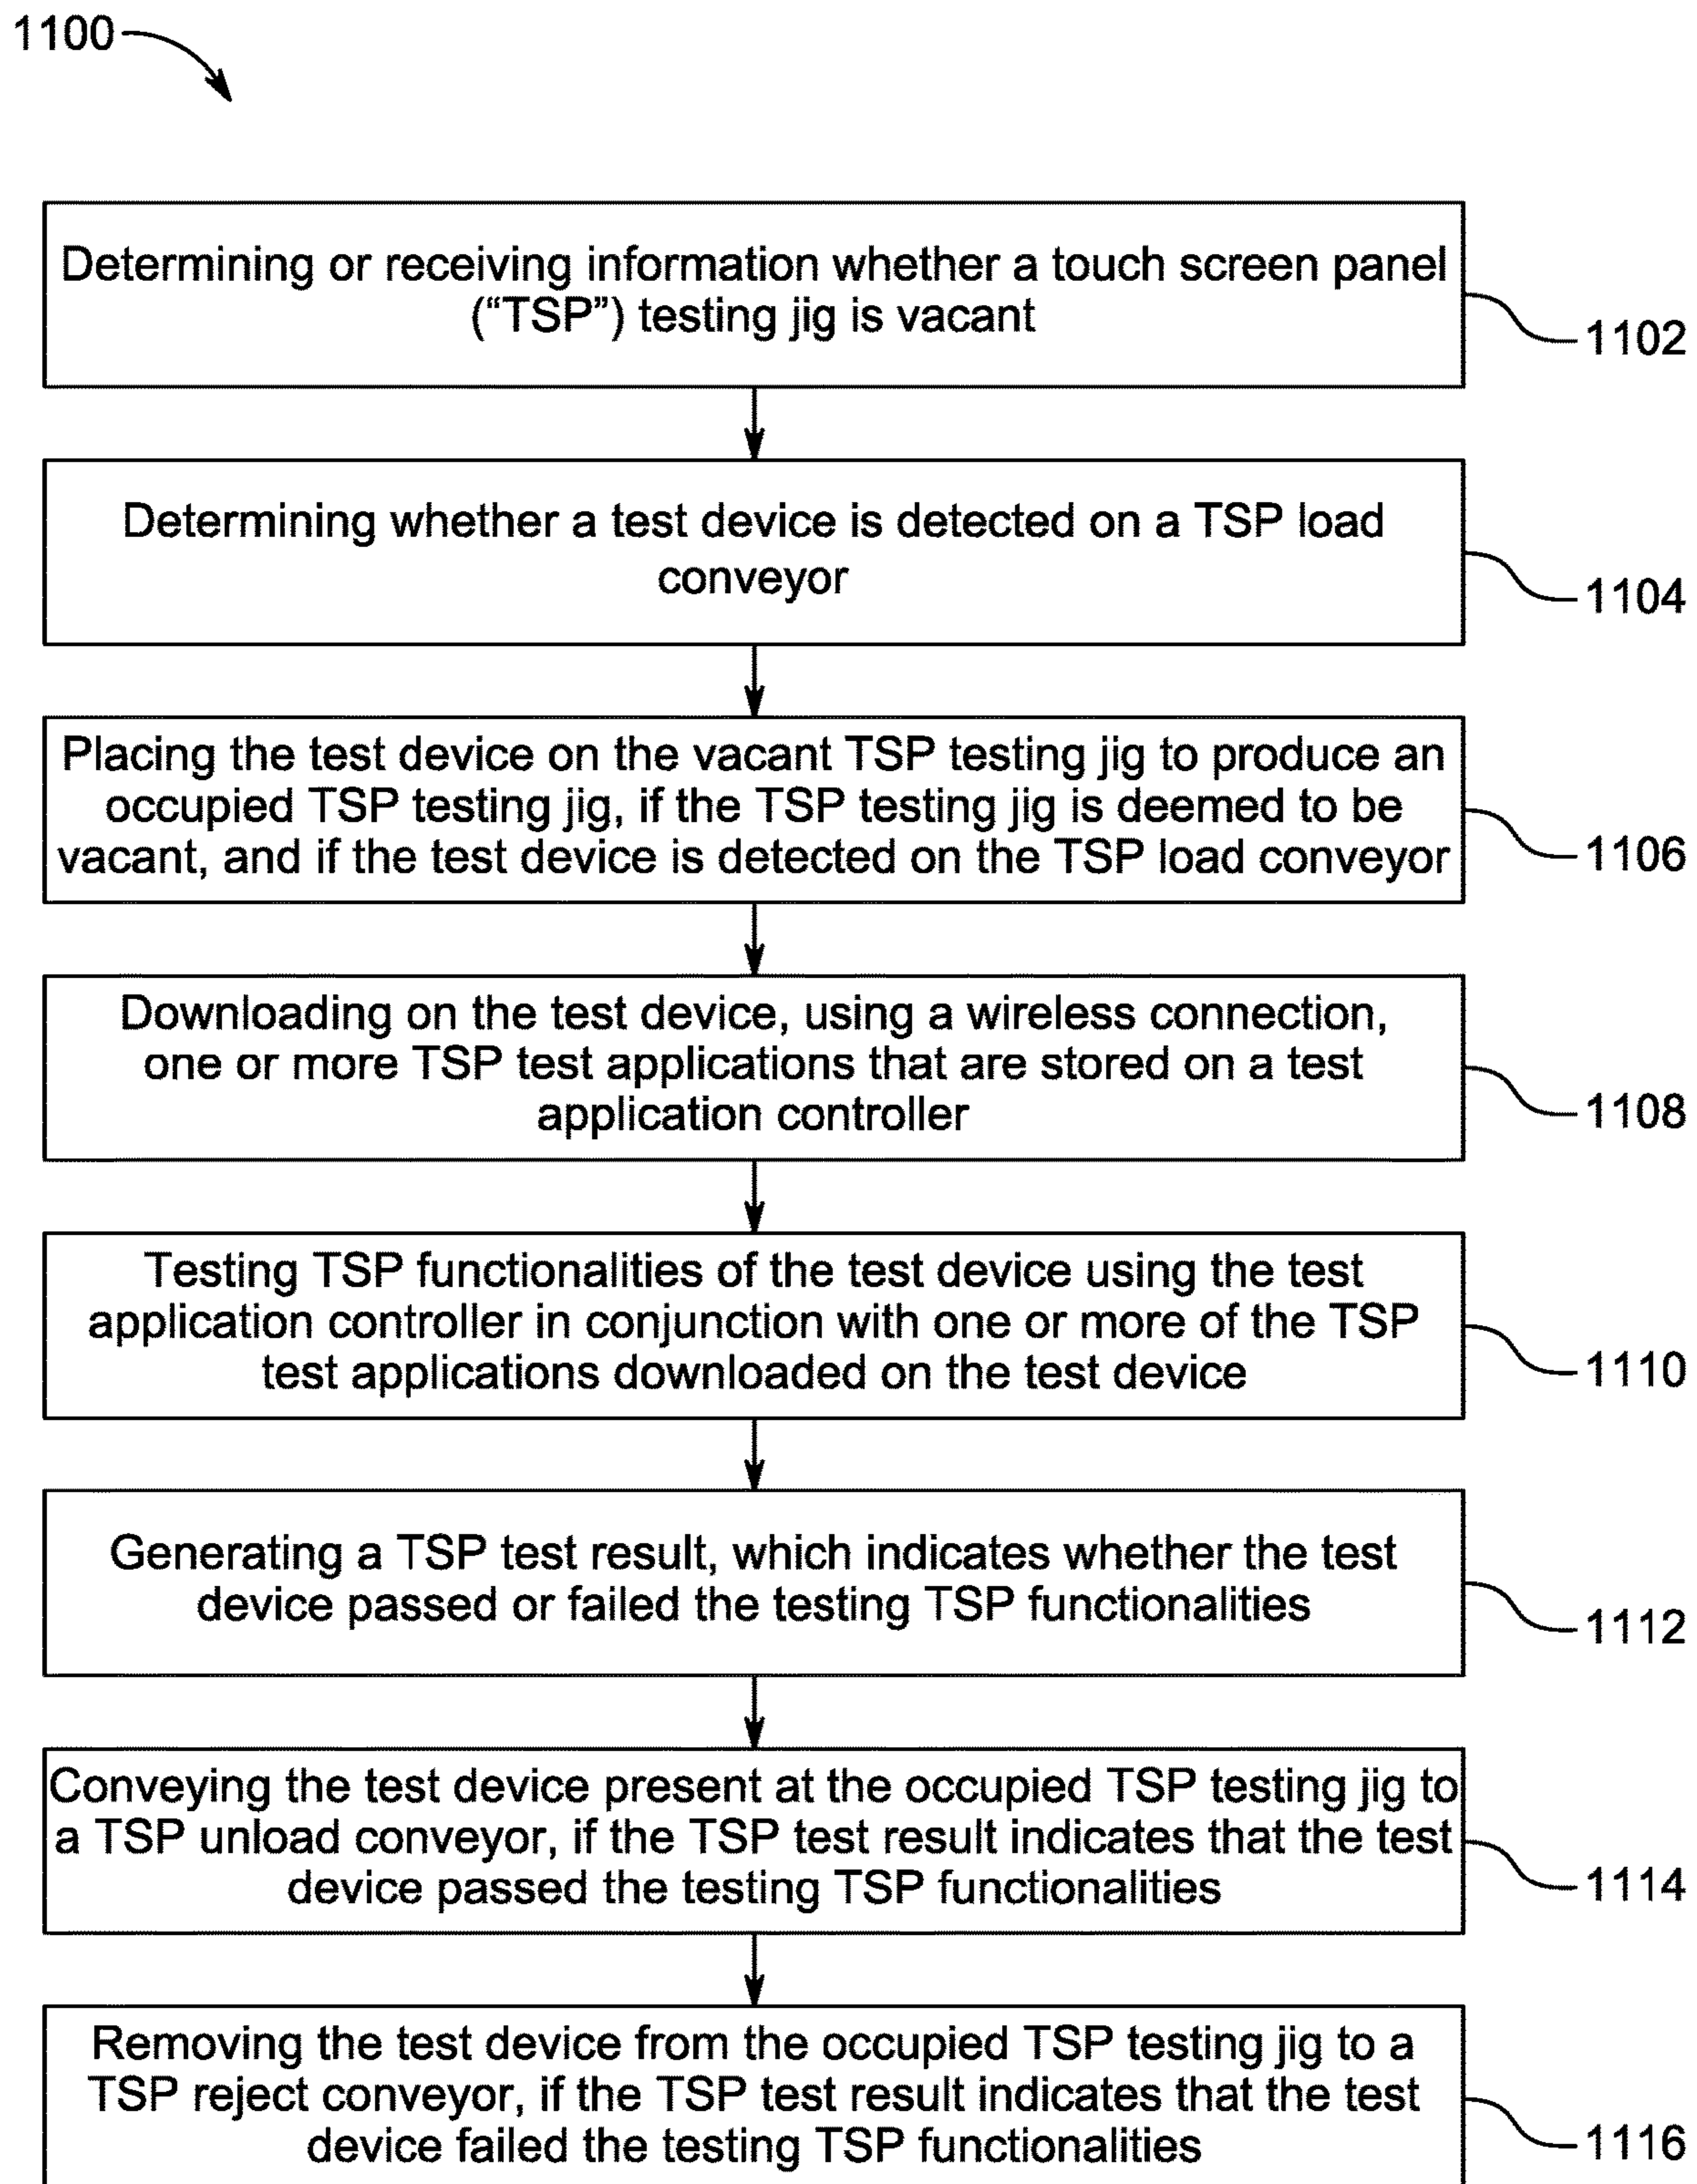 1100
Determining or receiving information whether a touch screen panel
(“TSP”) testing jig is vacant
1102
Determining whether a test device is detected on a TSP load
conveyor
1104
Placing the test device on the vacant TSP testing jig to produce an
occupied TSP testing jig, if the TSP testing jig is deemed to be
vacant, and if the test device is detected on the TSP load conveyor
1106
Downloading on the test device, using a wireless connection,
one or more TSP test applications that are stored on a test
application controller
1108
Testing TSP functionalities of the test device using the test
application controller in conjunction with one or more of the TSP
test applications downloaded on the test device
1110
Generating a TSP test result, which indicates whether the test
device passed or failed the testing TSP functionalities
1112
Conveying the test device present at the occupied TSP testing jig to
a TSP unload conveyor, if the TSP test result indicates that the test
device passed the testing TSP functionalities
1114
Removing the test device from the occupied TSP testing jig to a
TSP reject conveyor, if the TSP test result indicates that the test
device failed the testing TSP functionalities
1116